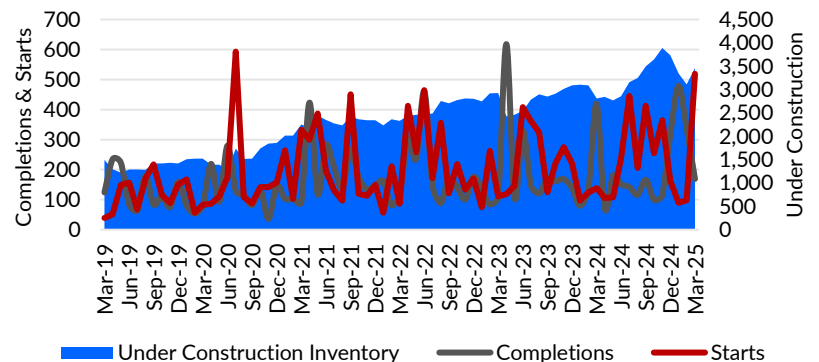 700
600
500
400
300
200
100
0
Completions & Starts
4,500
4,000
3,500
3,000
2,500
2,000
1,500
1,000
500
0
Under Construction
Mar-19
Jun-19
Sep-19
Dec-19
Mar-20
Jun-20
Sep-20
Dec-20
Mar-21
Jun-21
Sep-21
Dec-21
Mar-22
Jun-22
Sep-22
Dec-22
Mar-23
Jun-23
Sep-23
Dec-23
Mar-24
Jun-24
Sep-24
Dec-24
Mar-25
Under Construction Inventory
Completions
Starts